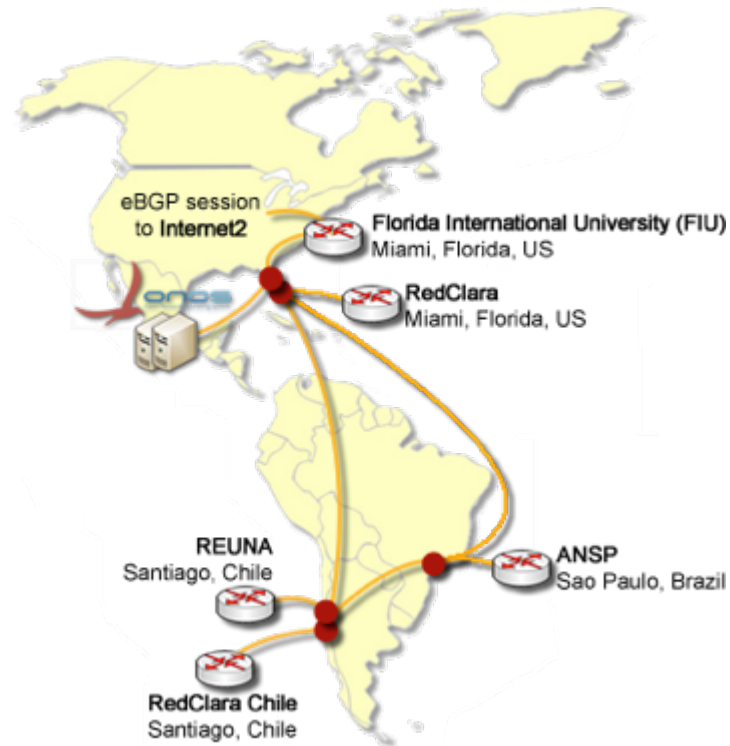 eBGP session
to Internet2
Florida International University (FIU)
Miami, Florida, US
onos
RedClara
Miami, Florida, US
REUNA
Santiago, Chile
ANSP
Sao Paulo, Brazil
RedClara Chile
Santiago, Chile